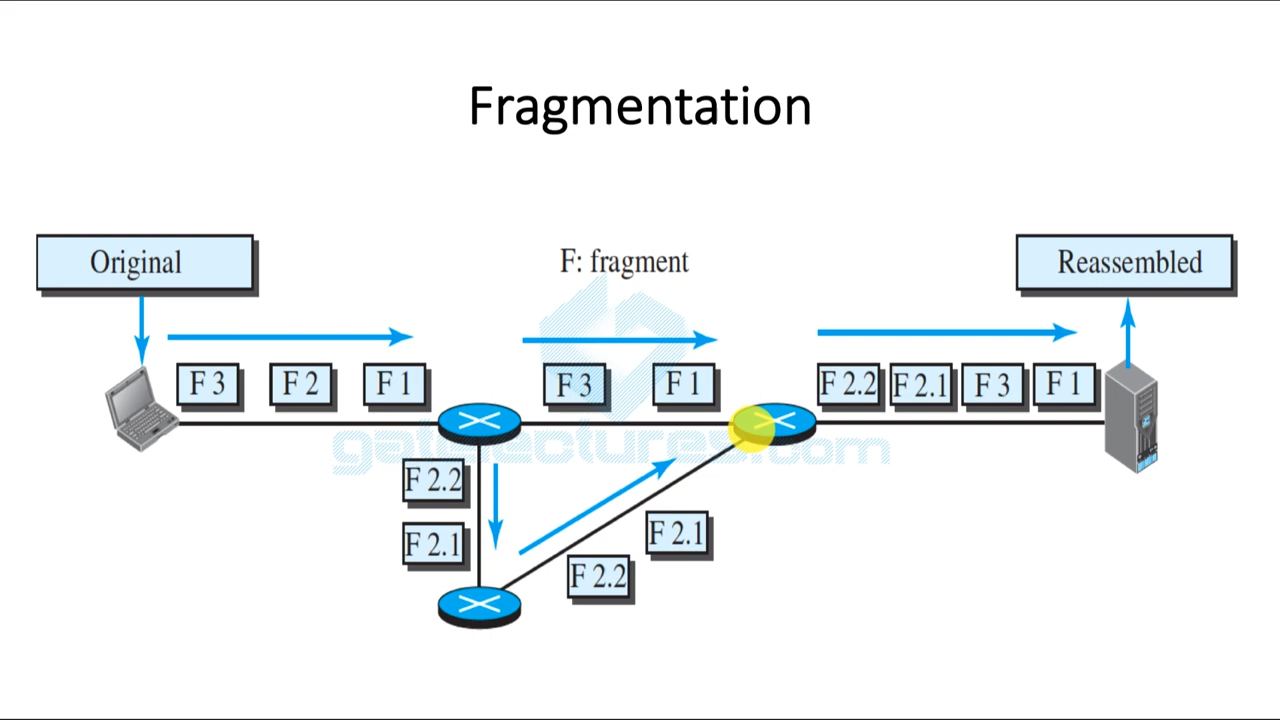 Fragmentation
Original
F: fragment
Reassembled
F 3
F 2
F 1
F 3
F 1
F 2.2
F 2.1
F 3
F 1
F 2.2
F 2.1
F 2.1
F 2.2